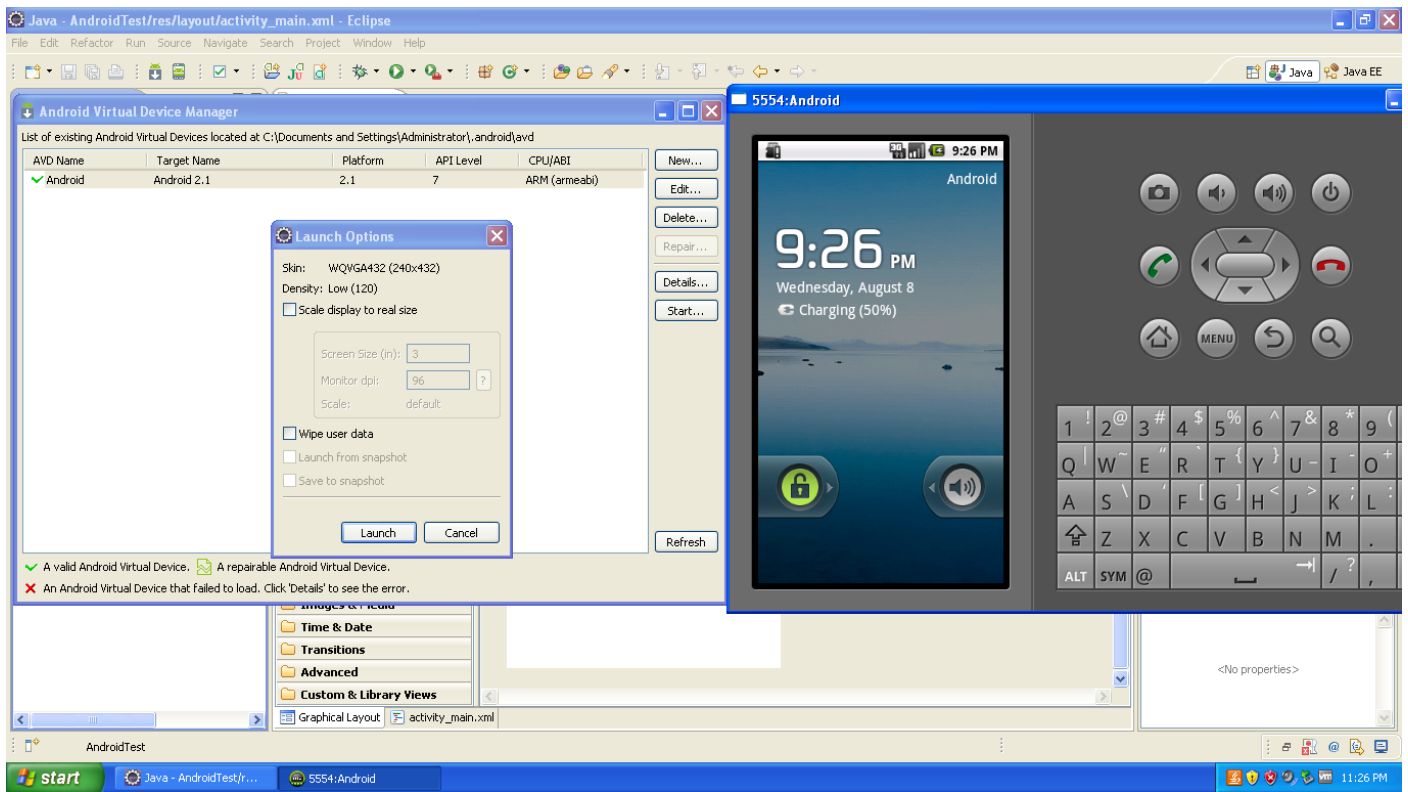 Java - AndroidTest/res/layout/activity_main.xml - Eclipse
File Edit Refactor Run Source Navigate Search Project Window Help
Java Java EE
Android Virtual Device Manager
List of existing Android Virtual Devices located at C:\Documents and Settings\Administrator\.android\avd
AVD Name Target Name Platform API Level CPU/ABI
Android Android 2.1 2.1 7 ARM (armeabi)
New...
Edit...
Delete...
Repair...
Details...
Start...
Refresh
Launch Options
Skin: WQVGA432 (240x432)
Density: Low (120)
Scale display to real size
Screen Size (in): 3
Monitor dpi: 96 ?
Scale: default
Wipe user data
Launch from snapshot
Save to snapshot
Launch Cancel
A valid Android Virtual Device. A repairable Android Virtual Device.
An Android Virtual Device that failed to load. Click 'Details' to see the error.
5554:Android
3G 9:26 PM
Android
9:26 PM
Wednesday, August 8
Charging (50%)
MENU
1 ! 2 @ 3 # 4 $ 5 % 6 ^ 7 & 8 * 9 (
Q | W ~ E " R ` T { Y } U - I - O +
A S \ D ' F [ G ] H < J > K ; L :
Z X C V B N M .
ALT SYM @ / ? ,
Images & Media
Time & Date
Transitions
Advanced
Custom & Library Views
Graphical Layout activity_main.xml
<No properties>
AndroidTest
start Java - AndroidTest/r... 5554:Android 11:26 PM